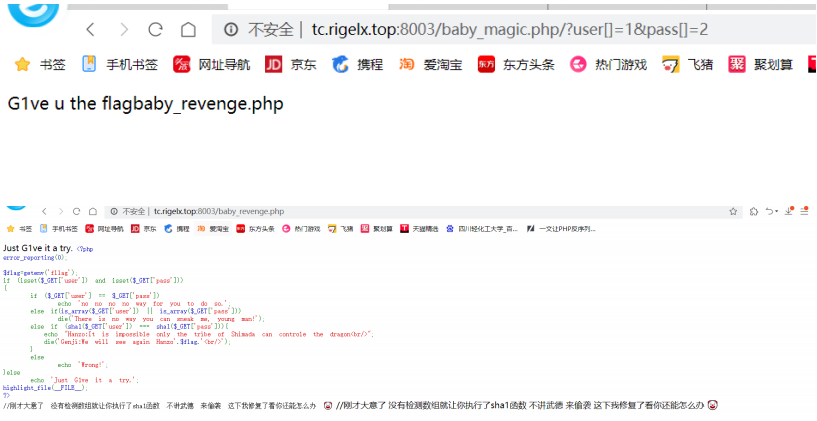 不安全 | tc.rigelx.top:8003/baby_magic.php/?user[]=1&pass[]=2
书签 手机书签 网址导航 JD 京东 携程 淘 爱淘宝 东方 东方头条 热门游戏 飞猪 聚 聚划算
G1ve u the flagbaby_revenge.php
不安全 | tc.rigelx.top:8003/baby_revenge.php
书签 手机书签 网址导航 JD 京东 携程 爱淘宝 东方头条 热门游戏 飞猪 聚划算 T 天猫精选 四川轻化工大学_百... 一文让PHP反序列...
Just G1ve it a try. <?php
error_reporting(0);
$flag=getenv('fllag');
if (isset($_GET['user']) and isset($_GET['pass']))
{
if ($_GET['user'] == $_GET['pass'])
echo 'no no no no way for you to do so.';
else if(is_array($_GET['user']) || is_array($_GET['pass']))
die('There is no way you can sneak me, young man!');
else if (sha1($_GET['user']) === sha1($_GET['pass'])){
echo "Hanzo:It is impossible only the tribe of Shimada can controle the dragon<br/>";
die('Genji:We will see again Hanzo'.$flag.'<br/>');
}
else
echo 'Wrong!';
}else
echo 'Just G1ve it a try.';
highlight_file(__FILE__);
?>
//刚才大意了 没有检测数组就让你执行了sha1函数 不讲武德 来偷袭 这下我修复了看你还能怎么办 //刚才大意了 没有检测数组就让你执行了sha1函数 不讲武德 来偷袭 这下我修复了看你还能怎么办